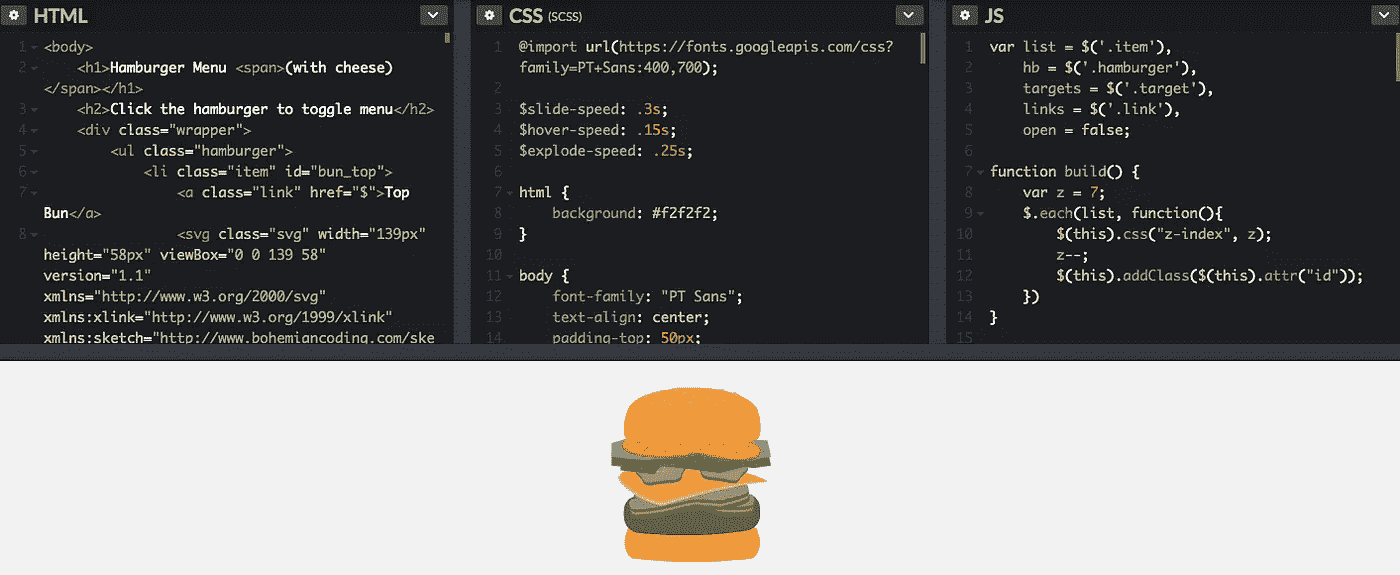 HTML
1 <body>
2 <h1>Hamburger Menu <span>(with cheese)
</span></h1>
3 <h2>Click the hamburger to toggle menu</h2>
4 <div class="wrapper">
5 <ul class="hamburger">
6 <li class="item" id="bun_top">
7 <a class="link" href="$">Top
Bun</a>
8 <svg class="svg" width="139px"
height="58px" viewBox="0 0 139 58"
version="1.1"
xmlns="http://www.w3.org/2000/svg"
xmlns:xlink="http://www.w3.org/1999/xlink"
xmlns:sketch="http://www.bohemiancoding.com/ske
CSS (SCSS)
1 @import url(https://fonts.googleapis.com/css?
family=PT+Sans:400,700);
2
3 $slide-speed: .3s;
4 $hover-speed: .15s;
5 $explode-speed: .25s;
6
7 html {
8 background: #f2f2f2;
9 }
10
11 body {
12 font-family: "PT Sans";
13 text-align: center;
14 padding-top: 50px;
JS
1 var list = $('.item'),
2 hb = $('.hamburger'),
3 targets = $('.target'),
4 links = $('.link'),
5 open = false;
6
7 function build() {
8 var z = 7;
9 $.each(list, function(){
10 $(this).css("z-index", z);
11 z--;
12 $(this).addClass($(this).attr("id"));
13 })
14 }
15